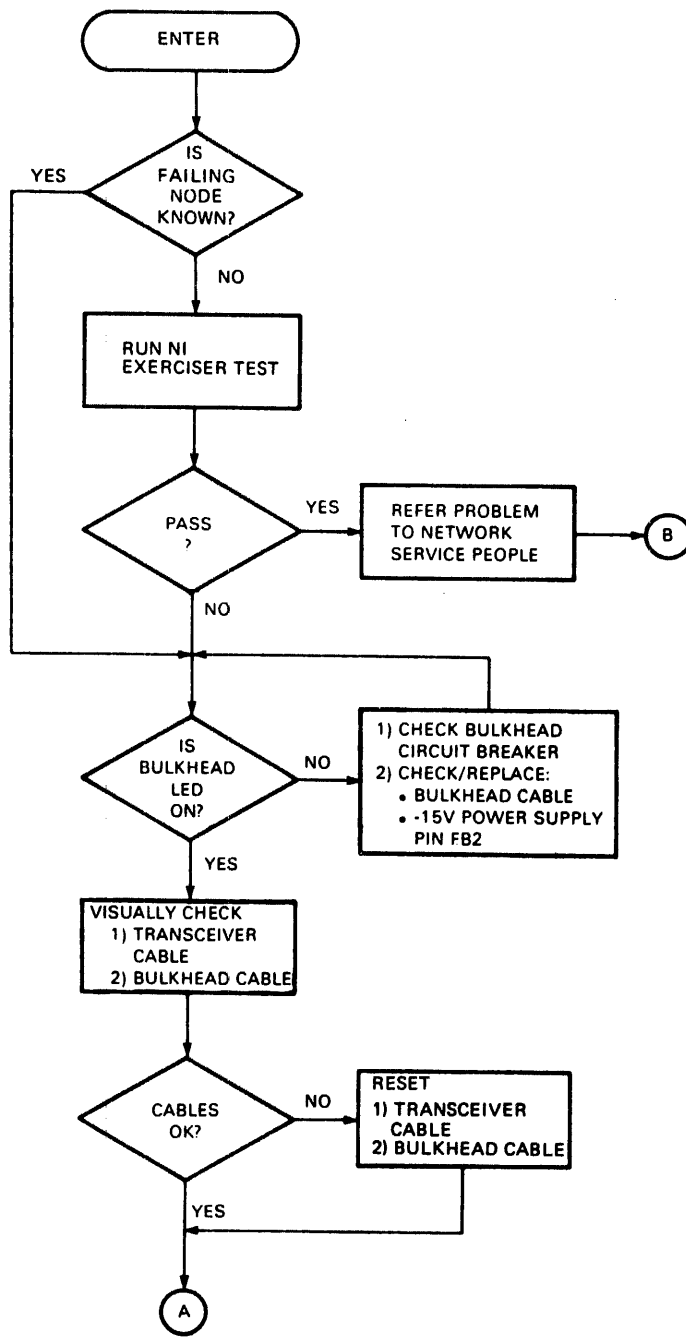 ENTER
IS
FAILING
NODE
KNOWN?
YES
NO
RUN NI
EXERCISER TEST
PASS
?
YES
REFER PROBLEM
TO NETWORK
SERVICE PEOPLE
B
NO
IS
BULKHEAD
LED
ON?
NO
1) CHECK BULKHEAD
CIRCUIT BREAKER
2) CHECK/REPLACE:
• BULKHEAD CABLE
• -15V POWER SUPPLY
PIN FB2
YES
VISUALLY CHECK
1) TRANSCEIVER
CABLE
2) BULKHEAD CABLE
CABLES
OK?
NO
RESET
1) TRANSCEIVER
CABLE
2) BULKHEAD CABLE
YES
A